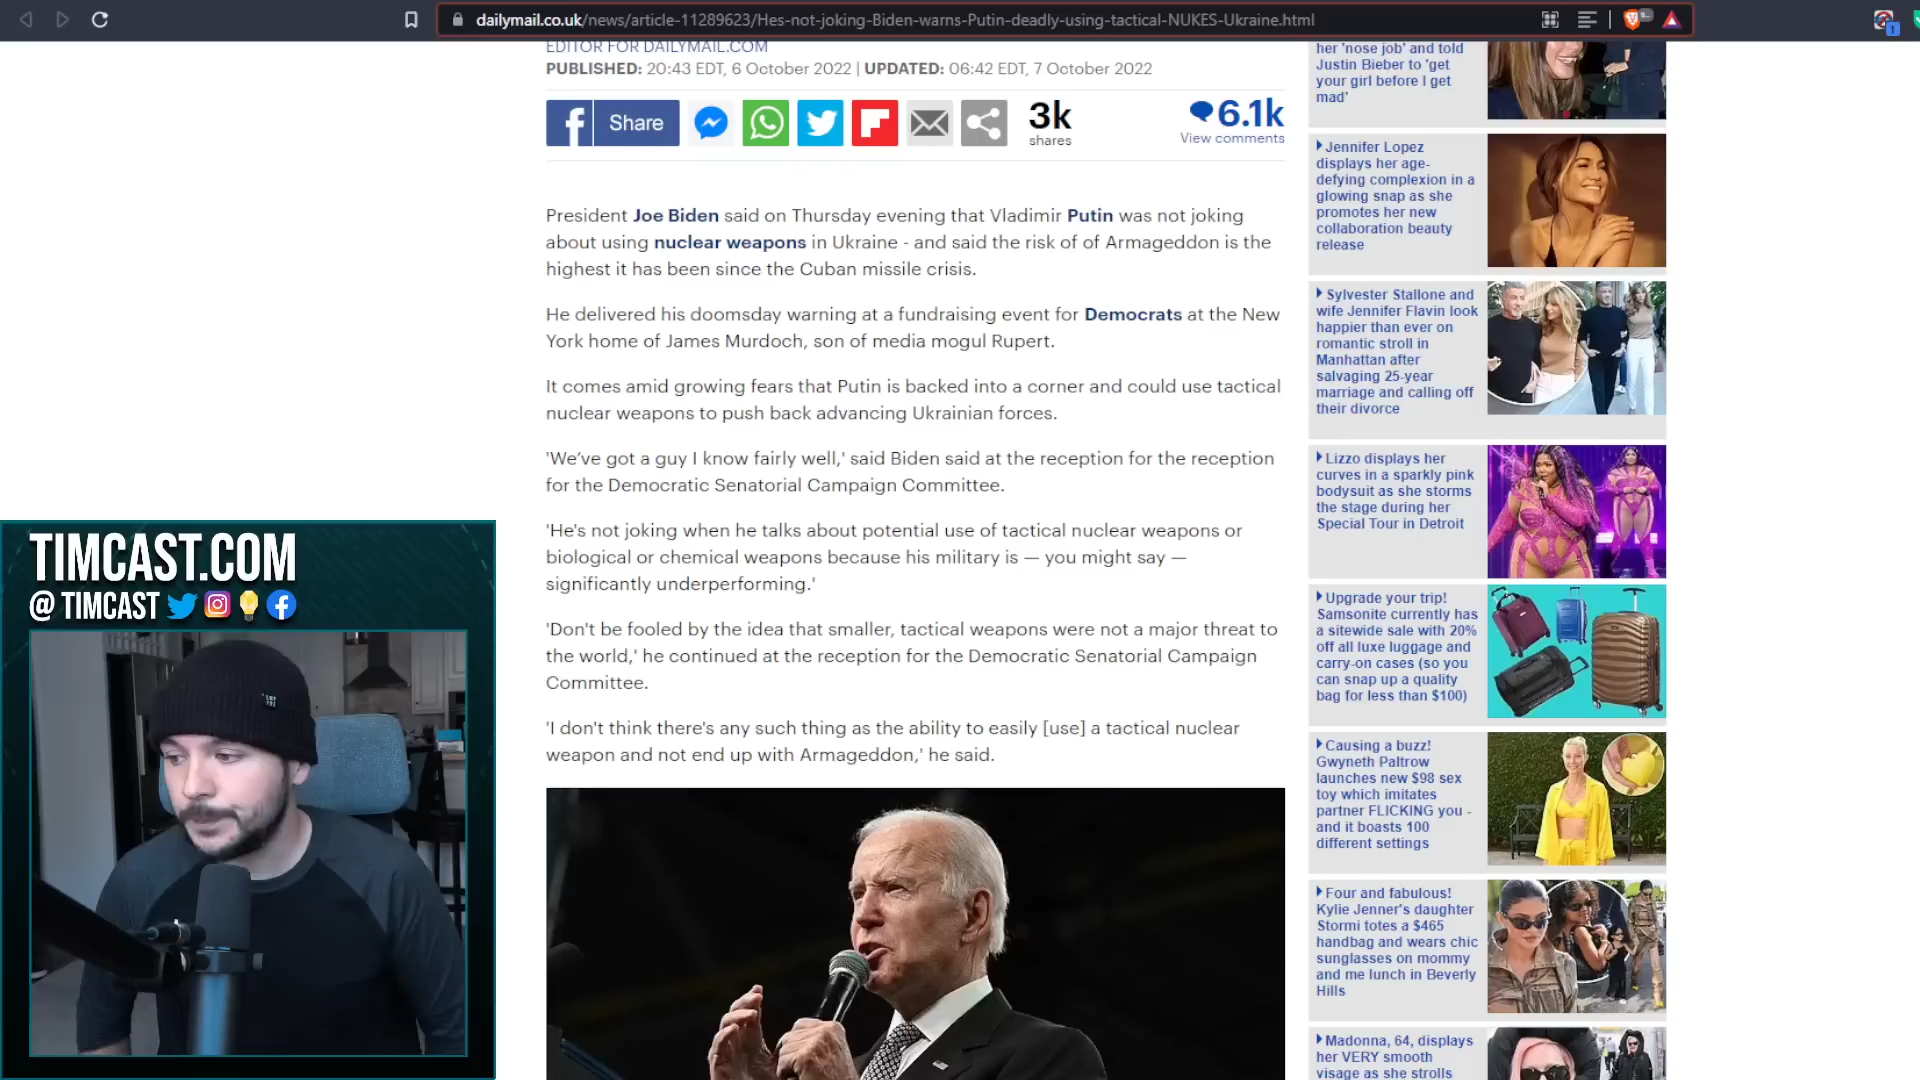 dailymail.co.uk/news/article-11289623/Hes-not-joking-Biden-warns-Putin-deadly-using-tactical-NUKES-Ukraine.html
EDITOR FOR DAILYMAIL.COM
PUBLISHED: 20:43 EDT, 6 October 2022 | UPDATED: 06:42 EDT, 7 October 2022
Share
3k
shares
6.1k
View comments
President Joe Biden said on Thursday evening that Vladimir Putin was not joking
about using nuclear weapons in Ukraine - and said the risk of of Armageddon is the
highest it has been since the Cuban missile crisis.
He delivered his doomsday warning at a fundraising event for Democrats at the New
York home of James Murdoch, son of media mogul Rupert.
It comes amid growing fears that Putin is backed into a corner and could use tactical
nuclear weapons to push back advancing Ukrainian forces.
'We’ve got a guy I know fairly well,' said Biden said at the reception for the reception
for the Democratic Senatorial Campaign Committee.
'He's not joking when he talks about potential use of tactical nuclear weapons or
biological or chemical weapons because his military is — you might say —
significantly underperforming.'
'Don't be fooled by the idea that smaller, tactical weapons were not a major threat to
the world,' he continued at the reception for the Democratic Senatorial Campaign
Committee.
'I don't think there's any such thing as the ability to easily [use] a tactical nuclear
weapon and not end up with Armageddon,' he said.
her 'nose job' and told
Justin Bieber to 'get
your girl before I get
mad'
Jennifer Lopez
displays her age-
defying complexion in a
glowing snap as she
promotes her new
collaboration beauty
release
Sylvester Stallone and
wife Jennifer Flavin look
happier than ever on
romantic stroll in
Manhattan after
salvaging 25-year
marriage and calling off
their divorce
Lizzo displays her
curves in a sparkly pink
bodysuit as she storms
the stage during her
Special Tour in Detroit
Upgrade your trip!
Samsonite currently has
a sitewide sale with 20%
off all luxe luggage and
carry-on cases (so you
can snap up a quality
bag for less than $100)
Causing a buzz!
Gwyneth Paltrow
launches new $98 sex
toy which imitates
partner FLICKING you -
and it boasts 100
different settings
Four and fabulous!
Kylie Jenner's daughter
Stormi totes a $465
handbag and wears chic
sunglasses on mommy
and me lunch in Beverly
Hills
Madonna, 64, displays
her VERY smooth
visage as she strolls
TIMCAST.COM
@ TIMCAST